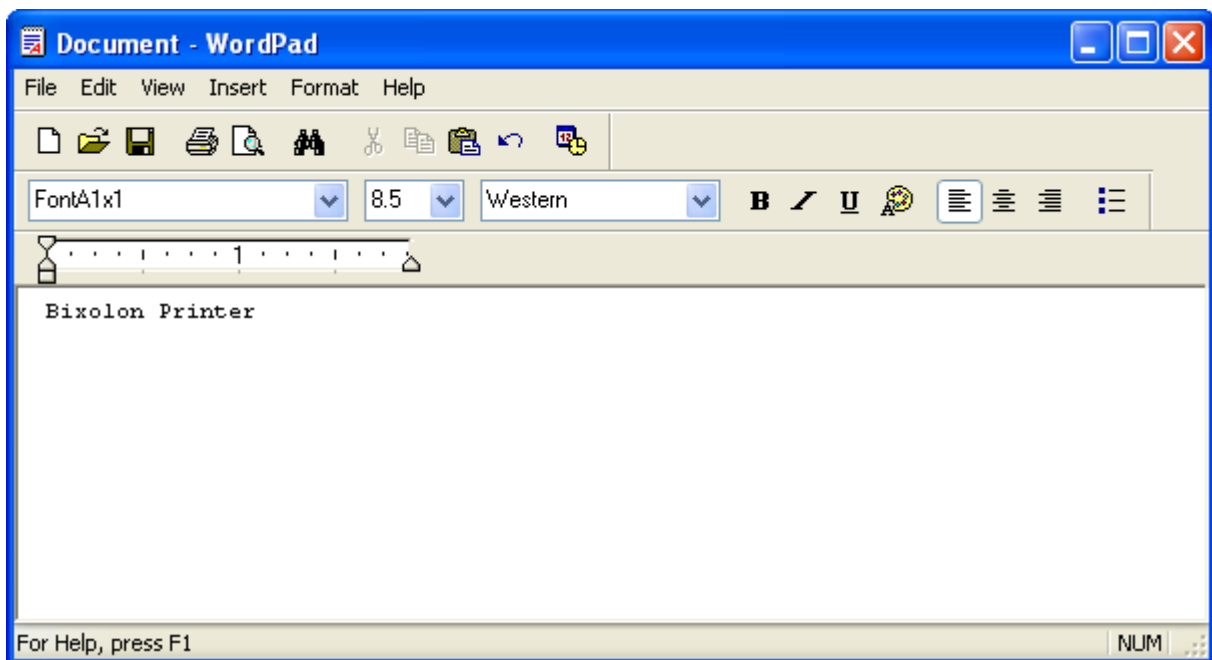 Document - WordPad
File Edit View Insert Format Help
FontA1x1 8.5 Western B / U
1
Bixolon Printer
For Help, press F1 NUM